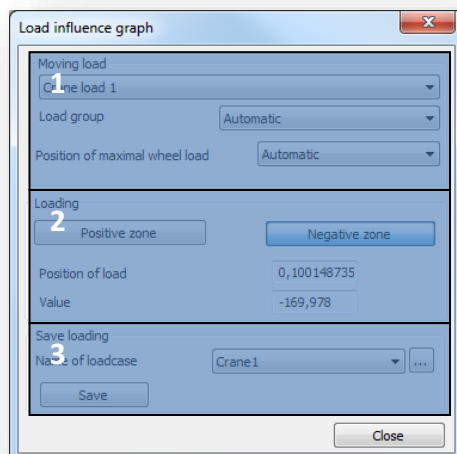 Load influence graph
Moving load
1
Crane load 1
Load group
Automatic
Position of maximal wheel load
Automatic
Loading
2
Positive zone
Negative zone
Position of load
0,100148735
Value
-169,978
Save loading
3
Name of loadcase
Crane1
...
Save
Close